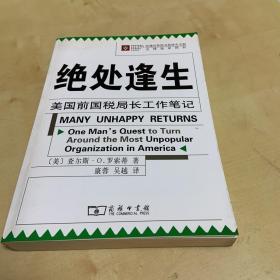 绝处逢生
美国前国税局长工作笔记
MANY UNHAPPY RETURNS
One Man's Quest to Turn
Around the Most Unpopular
Organization in America
（美）查尔斯·O.罗索蒂 著
康蓉 吴越 译
商务印书馆
THE COMMERCIAL PRESS